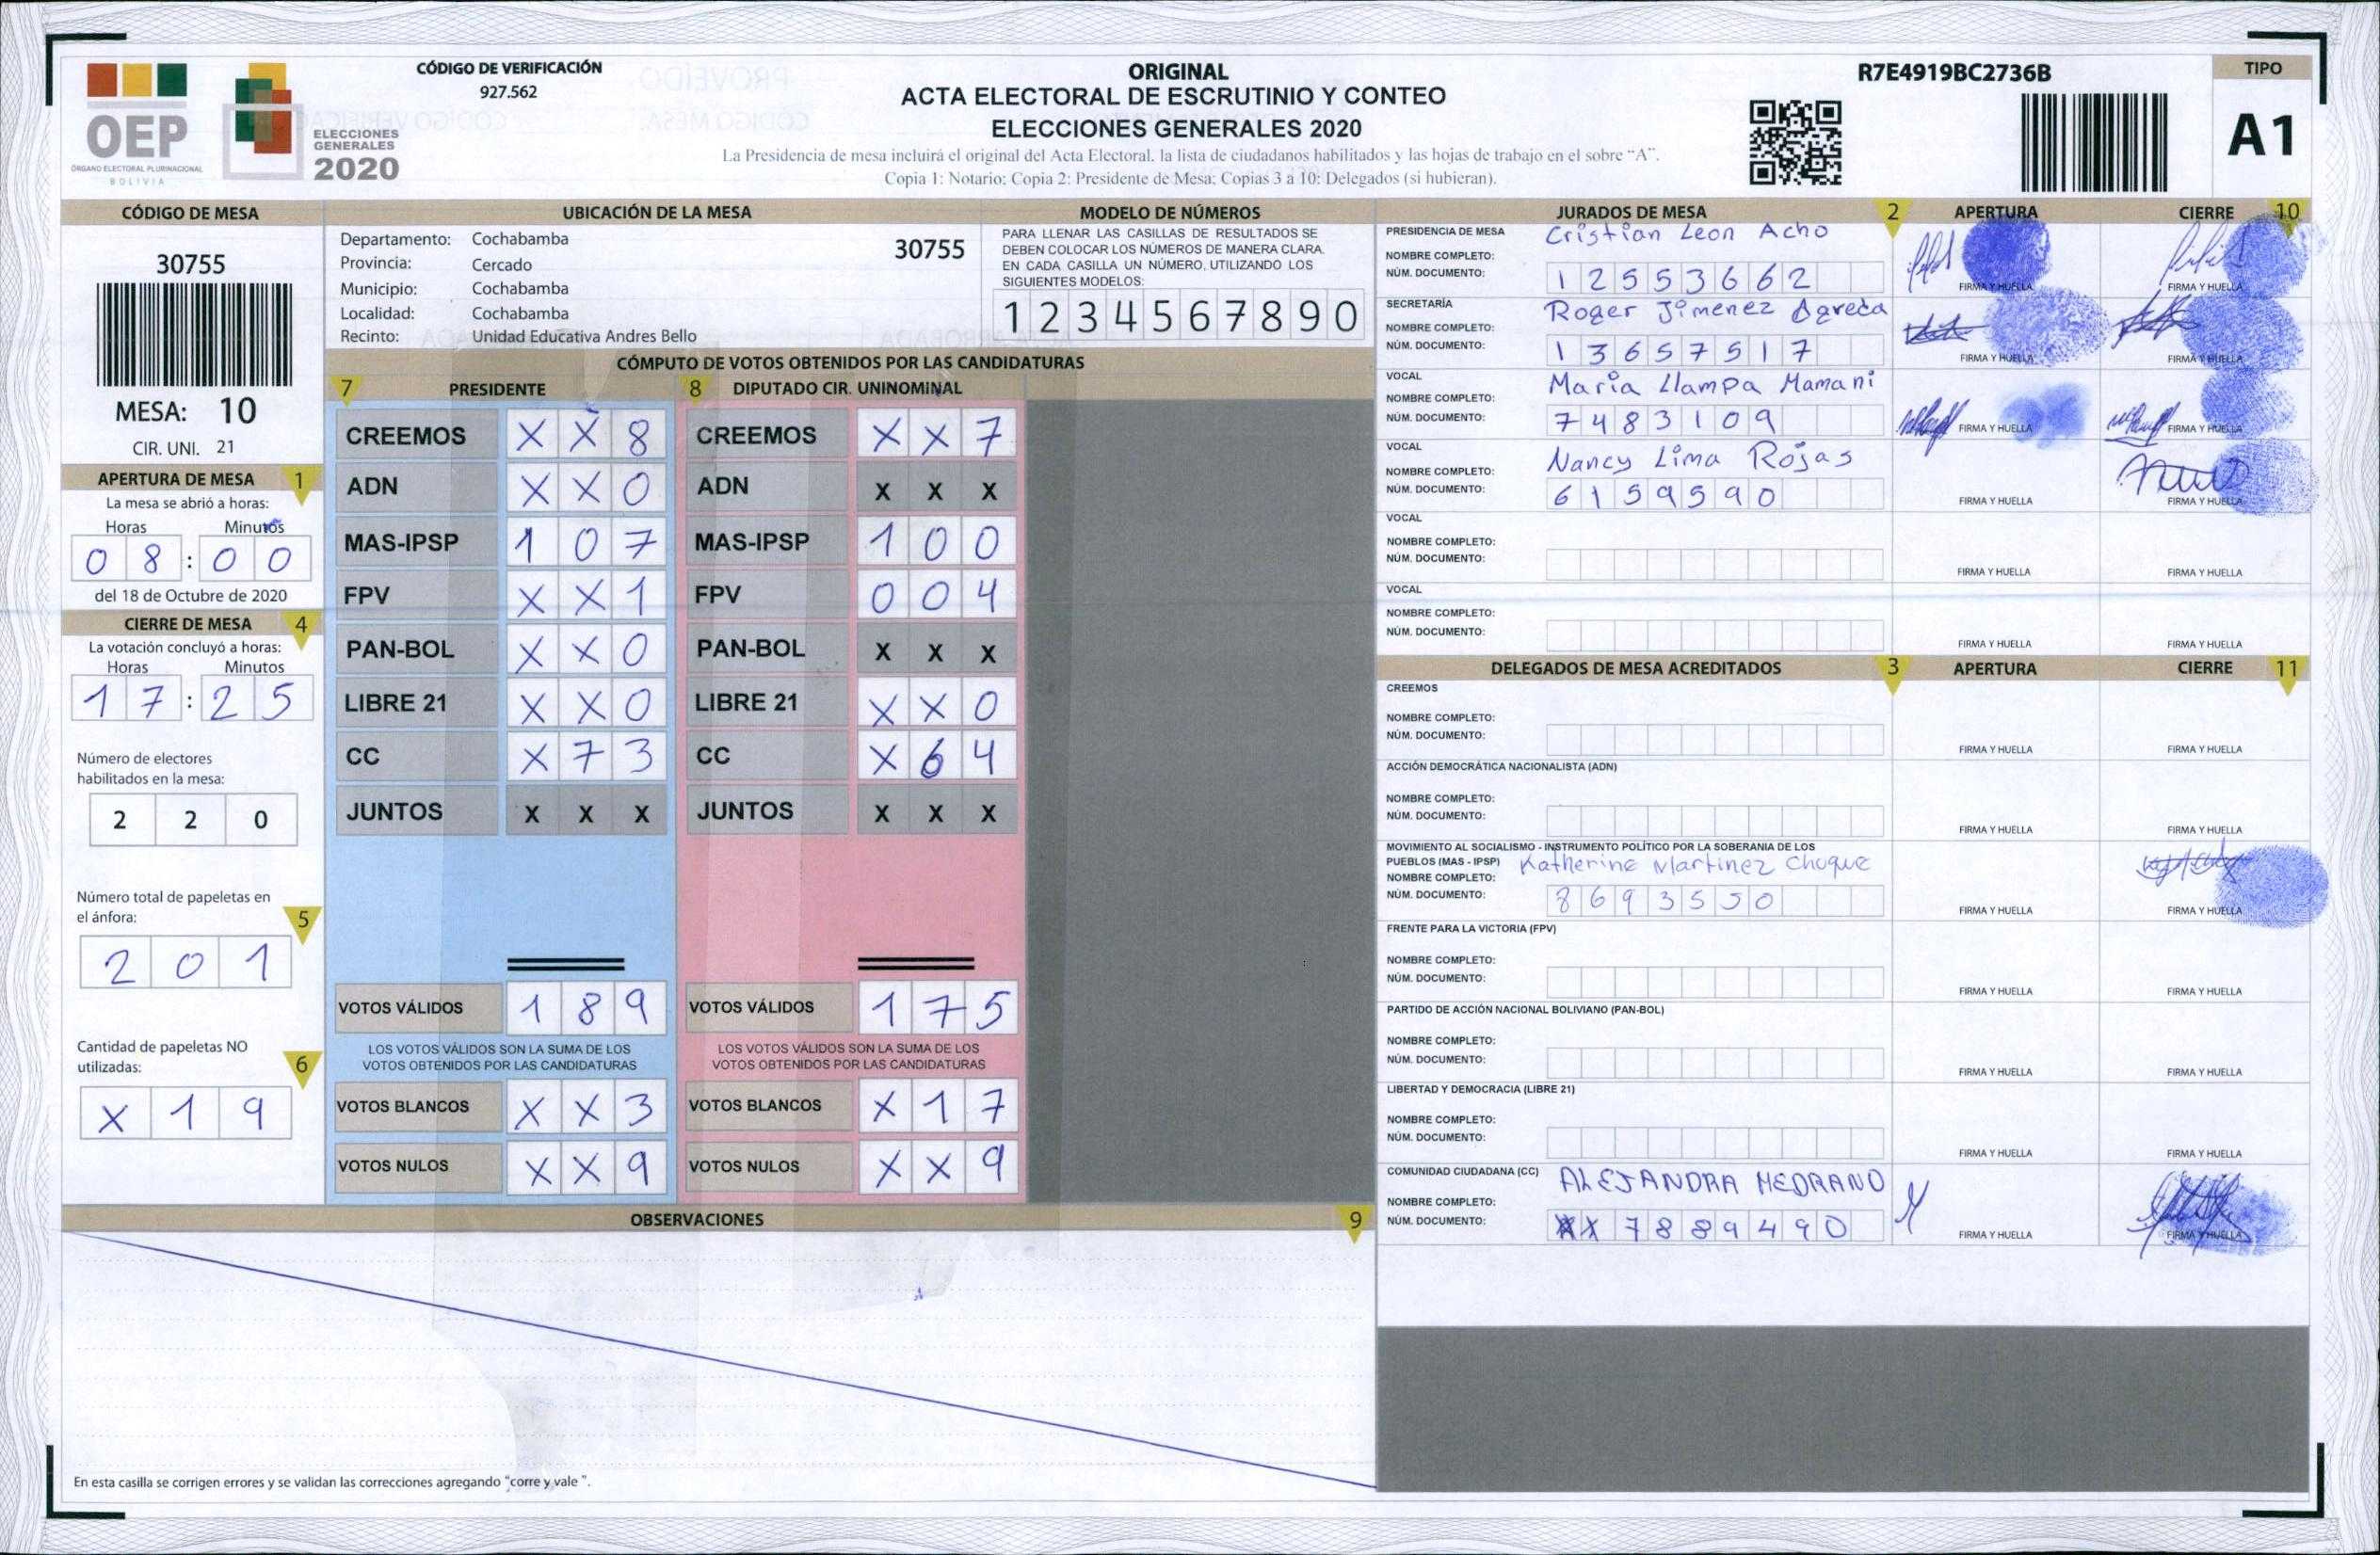 OEP
ÓRGANO ELECTORAL PLURINACIONAL
BOLIVIA
ELECCIONES
GENERALES
2020
CÓDIGO DE VERIFICACIÓN
927.562
ORIGINAL
ACTA ELECTORAL DE ESCRUTINIO Y CONTEO
ELECCIONES GENERALES 2020
La Presidencia de mesa incluirá el original del Acta Electoral, la lista de ciudadanos habilitados y las hojas de trabajo en el sobre "A".
Copia 1: Notario; Copia 2: Presidente de Mesa; Copias 3 a 10: Delegados (si hubieran).
R7E4919BC2736B
TIPO
A1
CÓDIGO DE MESA
30755
MESA: 10
CIR. UNI. 21
APERTURA DE MESA 1
La mesa se abrió a horas:
Horas Minutos
0 8 : 0 0
del 18 de Octubre de 2020
CIERRE DE MESA 4
La votación concluyó a horas:
Horas Minutos
1 7 : 2 5
Número de electores
habilitados en la mesa:
2 2 0
Número total de papeletas en
el ánfora: 5
2 0 1
Cantidad de papeletas NO
utilizadas: 6
X 1 9
UBICACIÓN DE LA MESA
Departamento: Cochabamba 30755
Provincia: Cercado
Municipio: Cochabamba
Localidad: Cochabamba
Recinto: Unidad Educativa Andres Bello
MODELO DE NÚMEROS
PARA LLENAR LAS CASILLAS DE RESULTADOS SE
DEBEN COLOCAR LOS NÚMEROS DE MANERA CLARA.
EN CADA CASILLA UN NÚMERO, UTILIZANDO LOS
SIGUIENTES MODELOS:
1 2 3 4 5 6 7 8 9 0
CÓMPUTO DE VOTOS OBTENIDOS POR LAS CANDIDATURAS
7 PRESIDENTE
CREEMOS X X 8
ADN X X 0
MAS-IPSP 1 0 7
FPV X X 1
PAN-BOL X X 0
LIBRE 21 X X 0
CC X 7 3
JUNTOS X X X
VOTOS VÁLIDOS 1 8 9
LOS VOTOS VÁLIDOS SON LA SUMA DE LOS
VOTOS OBTENIDOS POR LAS CANDIDATURAS
VOTOS BLANCOS X X 3
VOTOS NULOS X X 9
8 DIPUTADO CIR. UNINOMINAL
CREEMOS X X 7
ADN X X X
MAS-IPSP 1 0 0
FPV 0 0 4
PAN-BOL X X X
LIBRE 21 X X 0
CC X 6 4
JUNTOS X X X
VOTOS VÁLIDOS 1 7 5
LOS VOTOS VÁLIDOS SON LA SUMA DE LOS
VOTOS OBTENIDOS POR LAS CANDIDATURAS
VOTOS BLANCOS X 1 7
VOTOS NULOS X X 9
OBSERVACIONES 9
En esta casilla se corrigen errores y se validan las correcciones agregando "corre y vale ".
JURADOS DE MESA 2 APERTURA CIERRE 10
PRESIDENCIA DE MESA Cristian Leon Acho
NOMBRE COMPLETO:
NÚM. DOCUMENTO: 1 2 5 5 3 6 6 2 FIRMA Y HUELLA FIRMA Y HUELLA
SECRETARÍA Roger Jimenez Agreda
NOMBRE COMPLETO:
NÚM. DOCUMENTO: 1 3 6 5 7 5 1 7 FIRMA Y HUELLA FIRMA Y HUELLA
VOCAL Maria Llampa Mamani
NOMBRE COMPLETO:
NÚM. DOCUMENTO: 7 4 8 3 1 0 9 FIRMA Y HUELLA FIRMA Y HUELLA
VOCAL Nancy Lima Rojas
NOMBRE COMPLETO:
NÚM. DOCUMENTO: 6 1 5 9 5 9 0 FIRMA Y HUELLA FIRMA Y HUELLA
VOCAL
NOMBRE COMPLETO:
NÚM. DOCUMENTO: FIRMA Y HUELLA FIRMA Y HUELLA
VOCAL
NOMBRE COMPLETO:
NÚM. DOCUMENTO: FIRMA Y HUELLA FIRMA Y HUELLA
DELEGADOS DE MESA ACREDITADOS 3 APERTURA CIERRE 11
CREEMOS
NOMBRE COMPLETO:
NÚM. DOCUMENTO: FIRMA Y HUELLA FIRMA Y HUELLA
ACCIÓN DEMOCRÁTICA NACIONALISTA (ADN)
NOMBRE COMPLETO:
NÚM. DOCUMENTO: FIRMA Y HUELLA FIRMA Y HUELLA
MOVIMIENTO AL SOCIALISMO - INSTRUMENTO POLÍTICO POR LA SOBERANIA DE LOS
PUEBLOS (MAS - IPSP) Katherine Martinez Choque
NOMBRE COMPLETO:
NÚM. DOCUMENTO: 8 6 9 3 5 5 0 FIRMA Y HUELLA FIRMA Y HUELLA
FRENTE PARA LA VICTORIA (FPV)
NOMBRE COMPLETO:
NÚM. DOCUMENTO: FIRMA Y HUELLA FIRMA Y HUELLA
PARTIDO DE ACCIÓN NACIONAL BOLIVIANO (PAN-BOL)
NOMBRE COMPLETO:
NÚM. DOCUMENTO: FIRMA Y HUELLA FIRMA Y HUELLA
LIBERTAD Y DEMOCRACIA (LIBRE 21)
NOMBRE COMPLETO:
NÚM. DOCUMENTO: FIRMA Y HUELLA FIRMA Y HUELLA
COMUNIDAD CIUDADANA (CC) ALEJANDRA MEDRANO
NOMBRE COMPLETO:
NÚM. DOCUMENTO: X X 7 8 8 9 4 9 0 FIRMA Y HUELLA FIRMA Y HUELLA